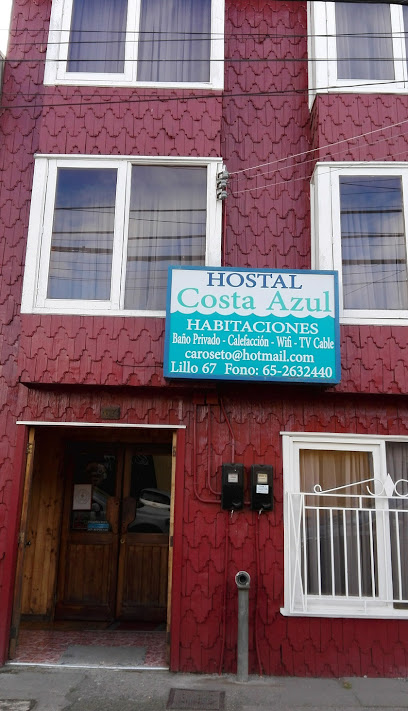 HOSTAL
Costa Azul
HABITACIONES
Baño Privado - Calefacción - Wifi - TV Cable
caroseto@hotmail.com
Lillo 67 Fono: 65-2632440